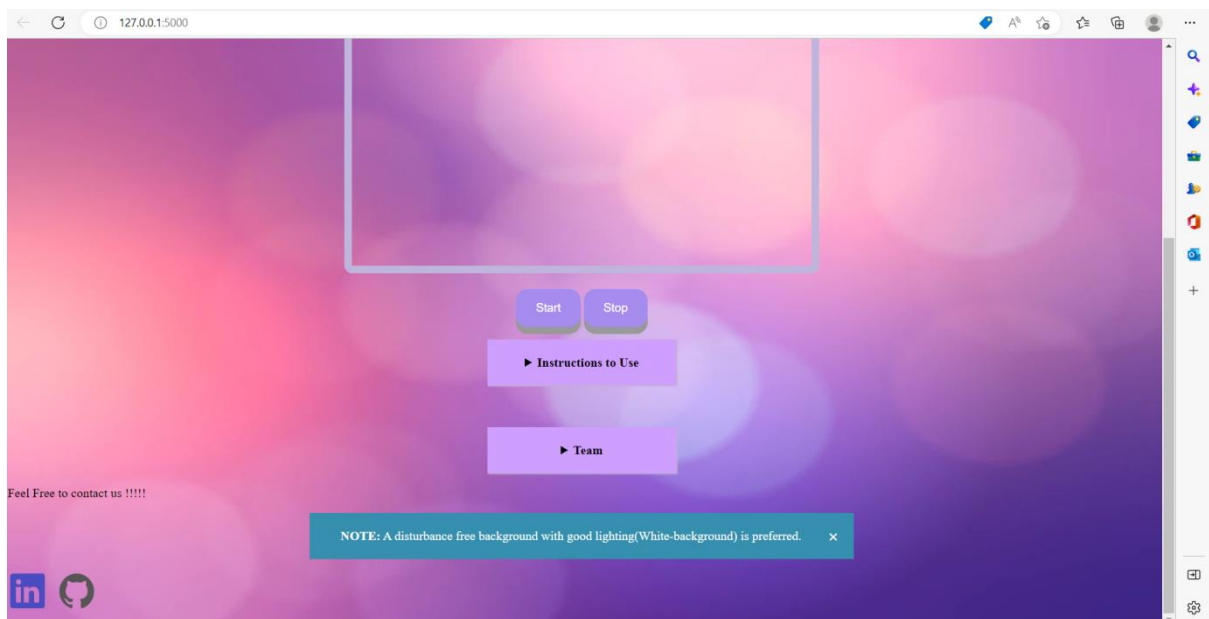 127.0.0.1:5000
Start
Stop
▶ Instructions to Use
▶ Team
Feel Free to contact us !!!!!
NOTE: A disturbance free background with good lighting(White-background) is preferred. ×
in